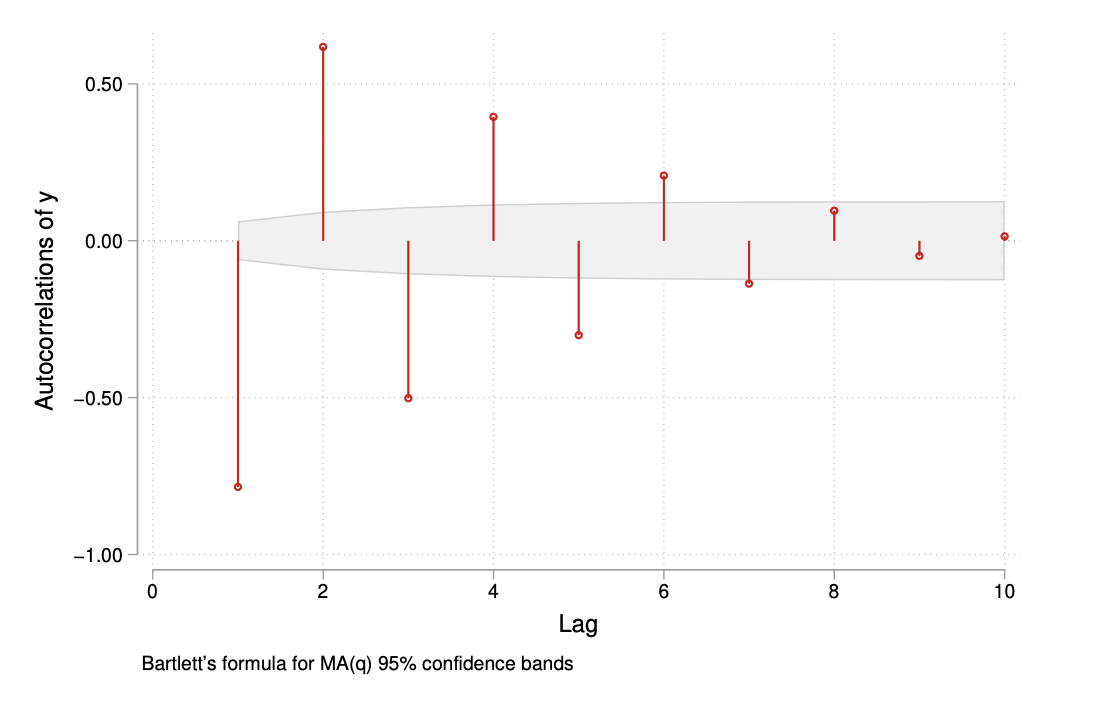 0.50
0.00
−0.50
−1.00
Autocorrelations of y
0 2 4 6 8 10
Lag
Bartlett’s formula for MA(q) 95% confidence bands